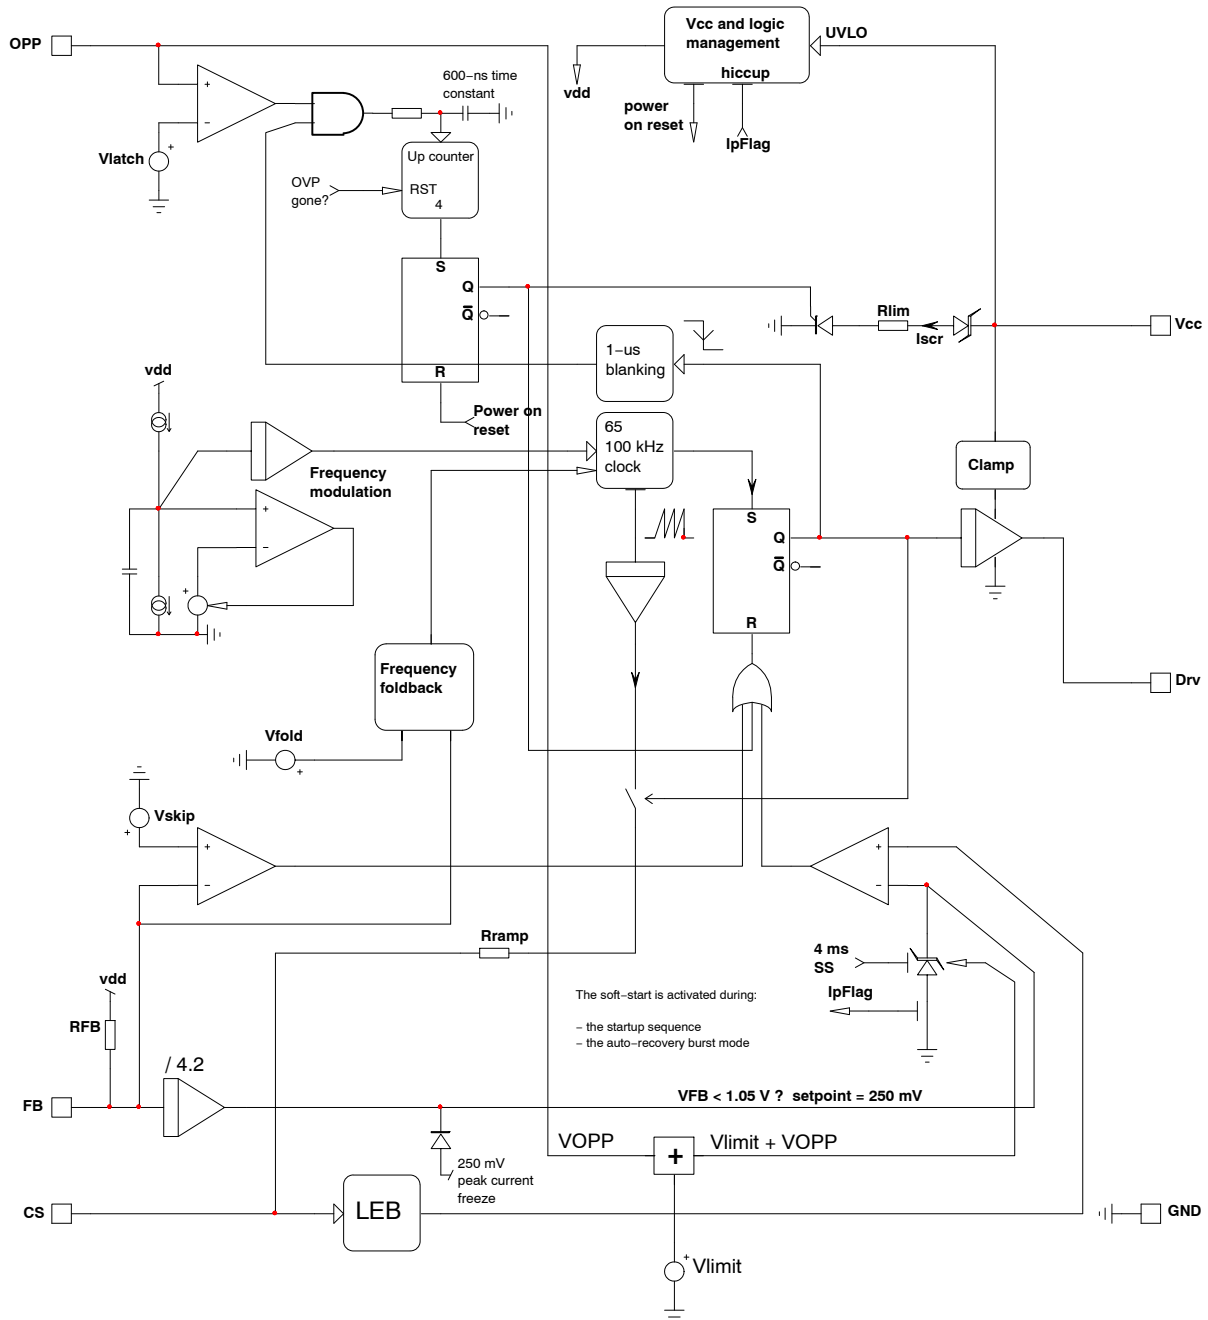 OPP
Vcc and logic
management
hiccup
UVLO
vdd
power
on reset
IpFlag
600−ns time
constant
+
−
Vlatch
+
Up counter
RST
4
OVP
gone?
S
Q
Q
R
Power on
reset
1−us
blanking
Rlim
Iscr
Vcc
vdd
65
100 kHz
clock
Frequency
modulation
Clamp
+
−
+
S
Q
Q
R
Frequency
foldback
Drv
Vfold
+
Vskip
+
+
−
+
−
Rramp
4 ms
SS
IpFlag
vdd
RFB
The soft−start is activated during:
− the startup sequence
− the auto−recovery burst mode
/ 4.2
FB
VFB < 1.05 V ? setpoint = 250 mV
VOPP
+
Vlimit + VOPP
250 mV
peak current
freeze
CS
LEB
GND
+
Vlimit